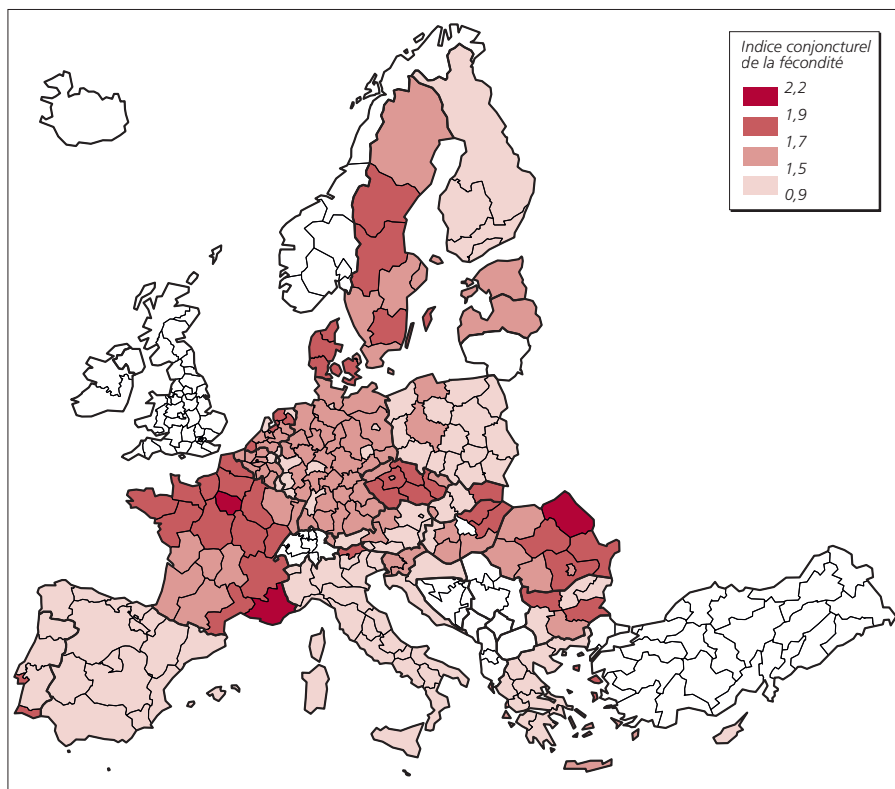 Indice conjoncturel
de la fécondité
2,2
1,9
1,7
1,5
0,9